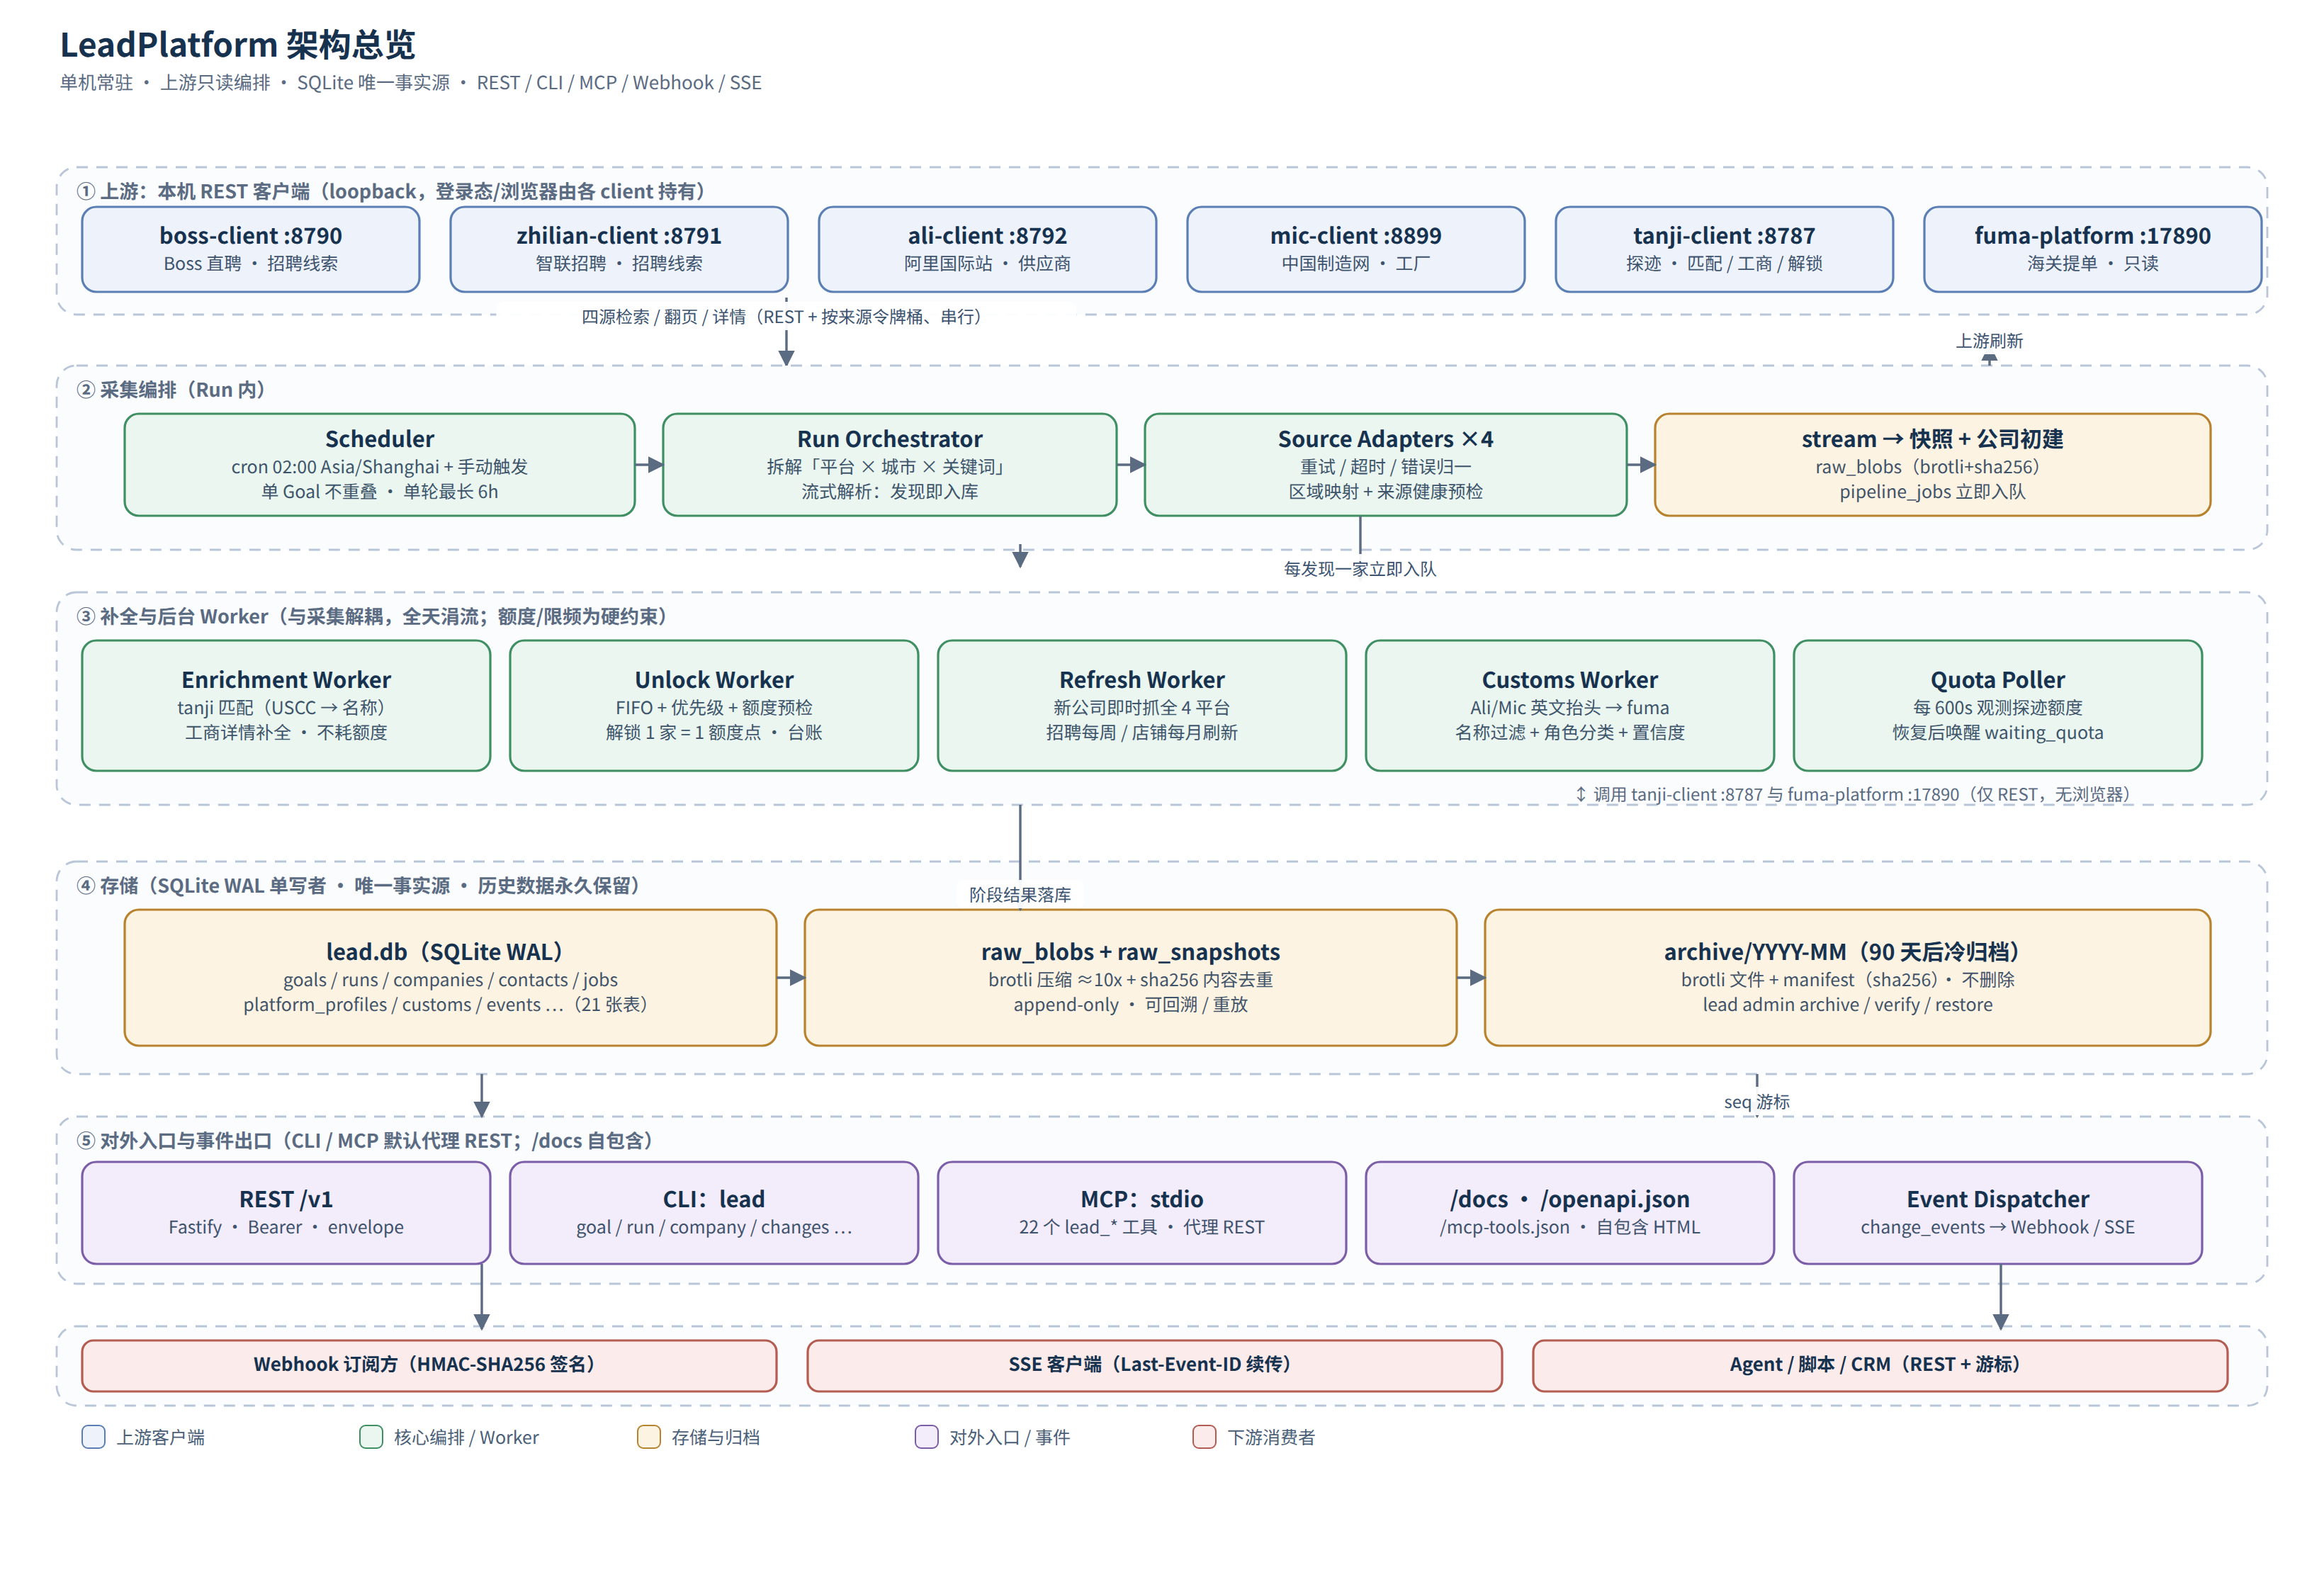 LeadPlatform 架构总览
单机常驻 · 上游只读编排 · SQLite 唯一事实源 · REST / CLI / MCP / Webhook / SSE
① 上游：本机 REST 客户端（loopback，登录态/浏览器由各 client 持有）
boss-client :8790
Boss 直聘 · 招聘线索
zhilian-client :8791
智联招聘 · 招聘线索
ali-client :8792
阿里国际站 · 供应商
mic-client :8899
中国制造网 · 工厂
tanji-client :8787
探迹 · 匹配 / 工商 / 解锁
fuma-platform :17890
海关提单 · 只读
四源检索 / 翻页 / 详情（REST + 按来源令牌桶、串行）
上游刷新
② 采集编排（Run 内）
Scheduler
cron 02:00 Asia/Shanghai + 手动触发
单 Goal 不重叠 · 单轮最长 6h
Run Orchestrator
拆解「平台 × 城市 × 关键词」
流式解析：发现即入库
Source Adapters ×4
重试 / 超时 / 错误归一
区域映射 + 来源健康预检
stream → 快照 + 公司初建
raw_blobs（brotli+sha256）
pipeline_jobs 立即入队
每发现一家立即入队
③ 补全与后台 Worker（与采集解耦，全天涓流；额度/限频为硬约束）
Enrichment Worker
tanji 匹配（USCC → 名称）
工商详情补全 · 不耗额度
Unlock Worker
FIFO + 优先级 + 额度预检
解锁 1 家 = 1 额度点 · 台账
Refresh Worker
新公司即时抓全 4 平台
招聘每周 / 店铺每月刷新
Customs Worker
Ali/Mic 英文抬头 → fuma
名称过滤 + 角色分类 + 置信度
Quota Poller
每 600s 观测探迹额度
恢复后唤醒 waiting_quota
↕ 调用 tanji-client :8787 与 fuma-platform :17890（仅 REST，无浏览器）
④ 存储（SQLite WAL 单写者 · 唯一事实源 · 历史数据永久保留）
阶段结果落库
lead.db（SQLite WAL）
goals / runs / companies / contacts / jobs
platform_profiles / customs / events …（21 张表）
raw_blobs + raw_snapshots
brotli 压缩 ≈10x + sha256 内容去重
append-only · 可回溯 / 重放
archive/YYYY-MM（90 天后冷归档）
brotli 文件 + manifest（sha256）· 不删除
lead admin archive / verify / restore
seq 游标
⑤ 对外入口与事件出口（CLI / MCP 默认代理 REST；/docs 自包含）
REST /v1
Fastify · Bearer · envelope
CLI：lead
goal / run / company / changes …
MCP：stdio
22 个 lead_* 工具 · 代理 REST
/docs · /openapi.json
/mcp-tools.json · 自包含 HTML
Event Dispatcher
change_events → Webhook / SSE
Webhook 订阅方（HMAC-SHA256 签名）
SSE 客户端（Last-Event-ID 续传）
Agent / 脚本 / CRM（REST + 游标）
上游客户端
核心编排 / Worker
存储与归档
对外入口 / 事件
下游消费者